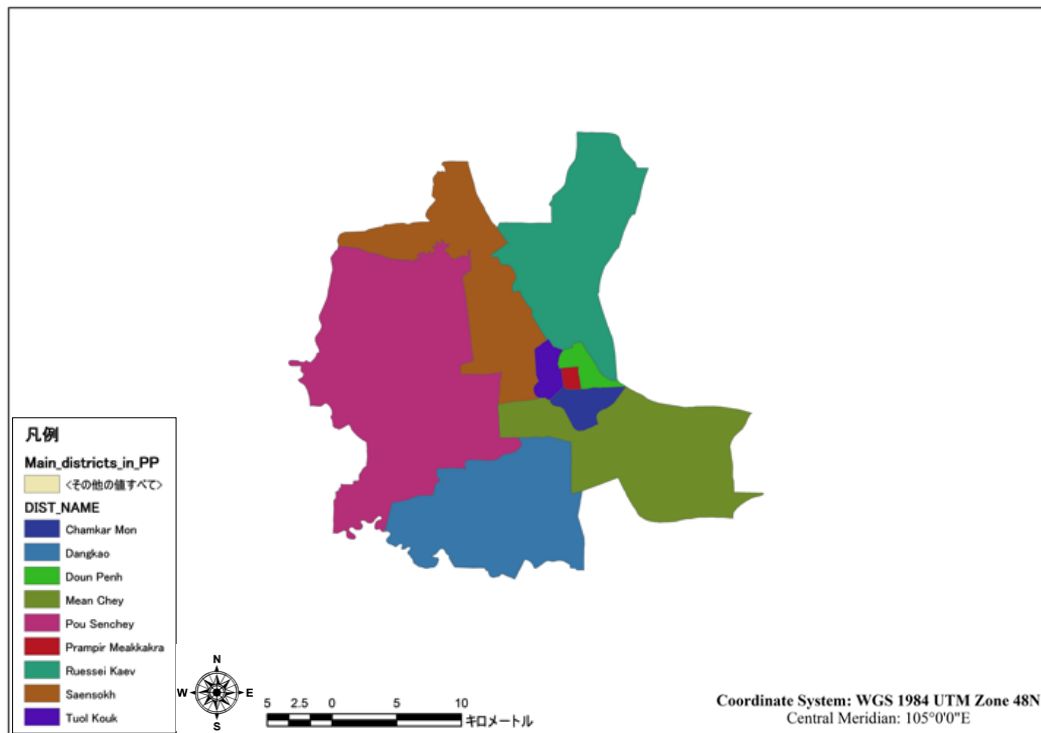 凡例
Main_districts_in_PP
<その他の値すべて>
DIST_NAME
Chamkar Mon
Dangkao
Doun Penh
Mean Chey
Pou Senchey
Prampir Meakkakra
Ruessei Kaev
Saensokh
Tuol Kouk
N
W E
S
5 2.5 0 5 10
キロメートル
Coordinate System: WGS 1984 UTM Zone 48N
Central Meridian: 105°0'0"E